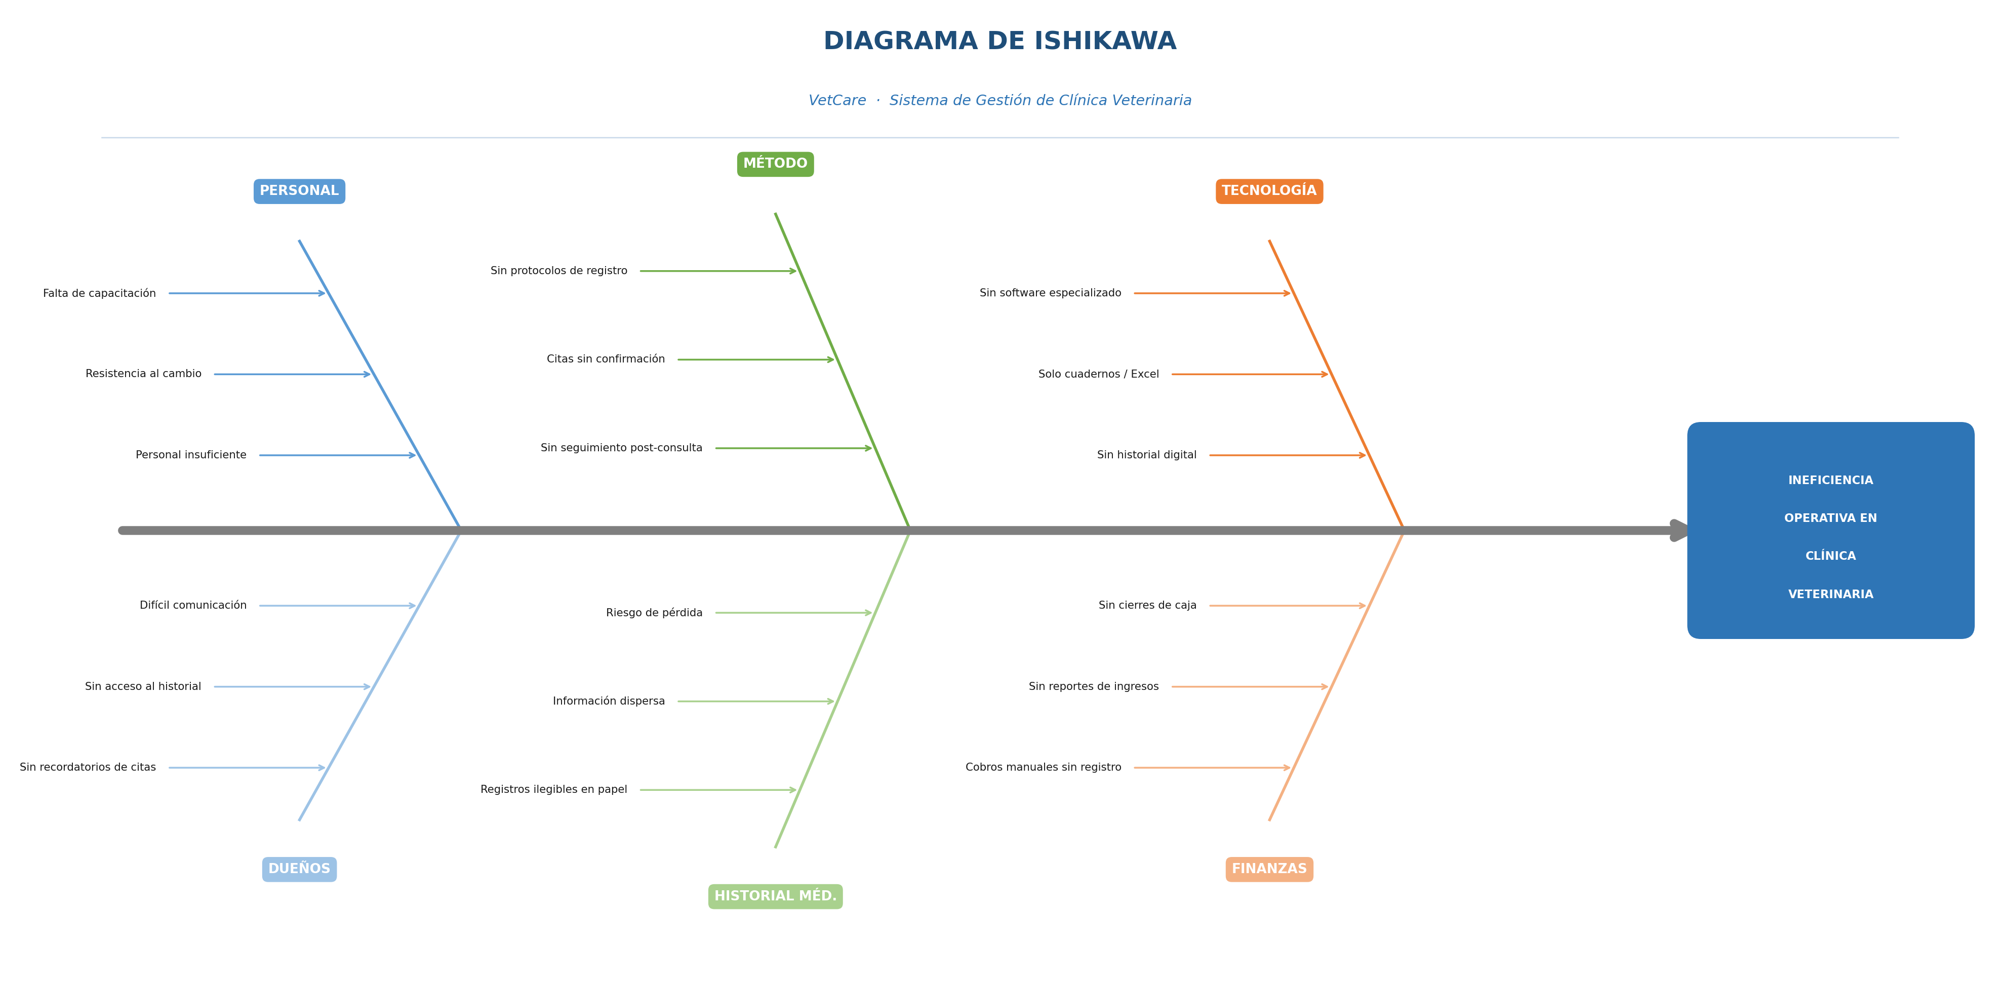 DIAGRAMA DE ISHIKAWA
VetCare · Sistema de Gestión de Clínica Veterinaria
PERSONAL
Falta de capacitación
Resistencia al cambio
Personal insuficiente
MÉTODO
Sin protocolos de registro
Citas sin confirmación
Sin seguimiento post-consulta
TECNOLOGÍA
Sin software especializado
Solo cuadernos / Excel
Sin historial digital
INEFICIENCIA
OPERATIVA EN
CLÍNICA
VETERINARIA
Difícil comunicación
Sin acceso al historial
Sin recordatorios de citas
DUEÑOS
Riesgo de pérdida
Información dispersa
Registros ilegibles en papel
HISTORIAL MÉD.
Sin cierres de caja
Sin reportes de ingresos
Cobros manuales sin registro
FINANZAS